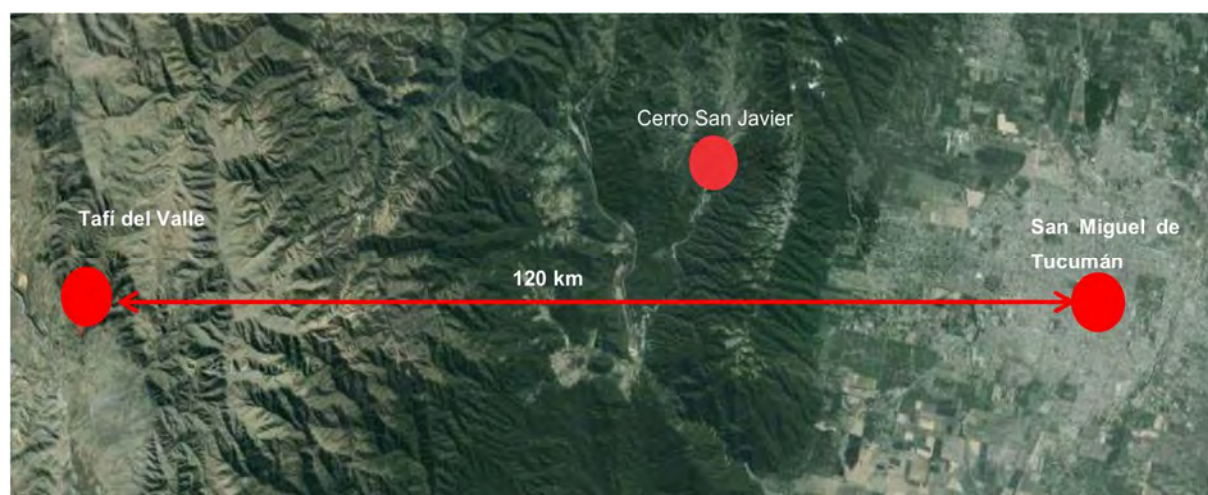 Cerro San Javier
Tafí del Valle
San Miguel de
Tucumán
120 km